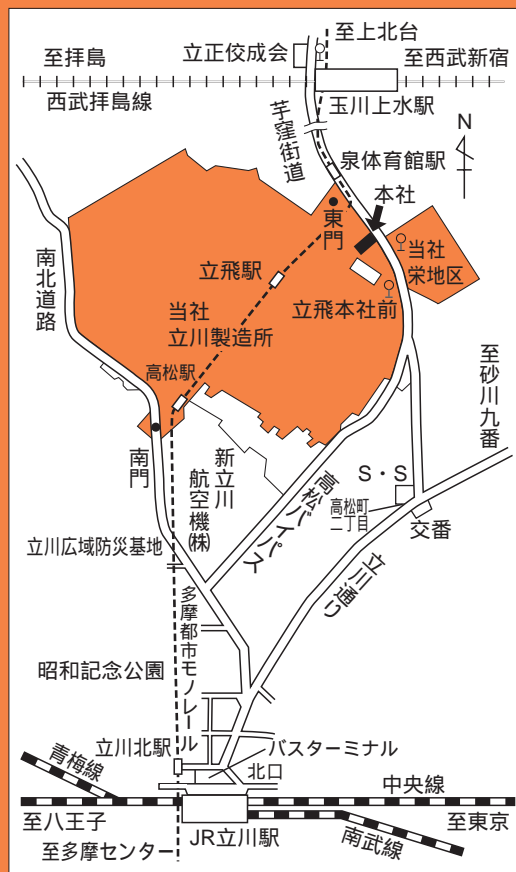 至上北台
至拝島
立正佼成会
至西武新宿
西武拝島線
玉川上水駅
芋窪街道
N
泉体育館駅
本社
東門
当社
栄地区
南北道路
立飛駅
立飛本社前
当社
立川製造所
高松駅
至砂川九番
南門
新立川
航空機㈱
高松バイパス
S・S
高松町
二丁目
交番
立川広域防災基地
立川通り
多摩都市モノレール
昭和記念公園
立川北駅
バスターミナル
青梅線
北口
中央線
至八王子
至東京
JR立川駅
南武線
至多摩センター